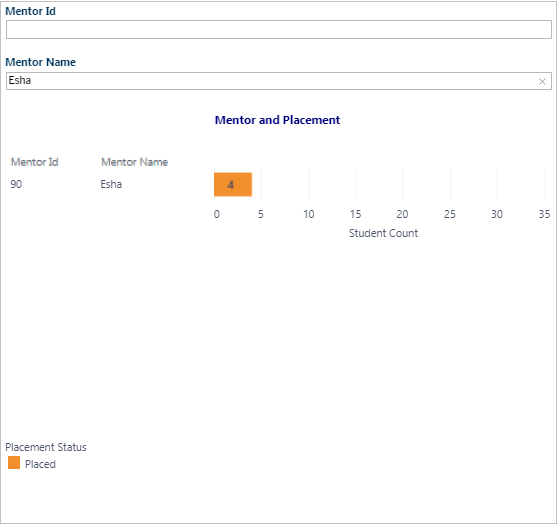 Mentor Id
Mentor Name
Esha
Mentor and Placement
Mentor Id Mentor Name
90 Esha 4
0 5 10 15 20 25 30 35
Student Count
Placement Status
Placed